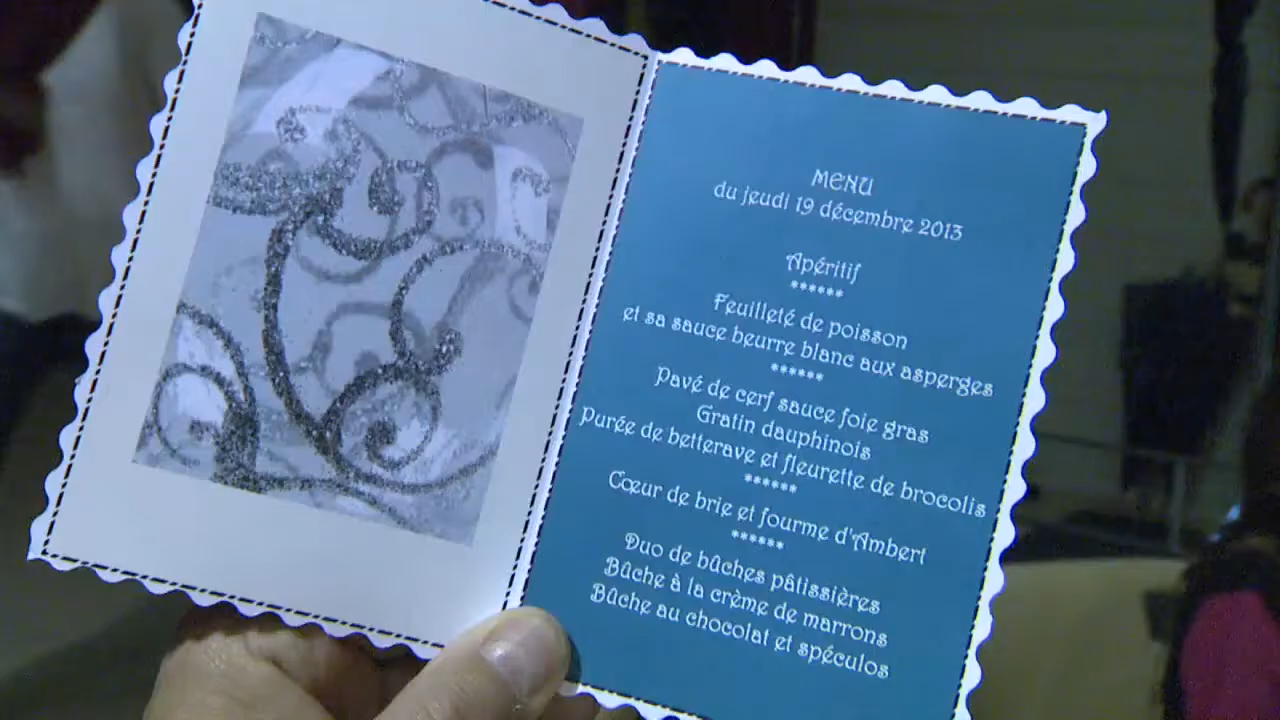 MENU
du jeudi 19 décembre 2013
Apéritif
******
Feuilleté de poisson
et sa sauce beurre blanc aux asperges
******
Pavé de cerf sauce foie gras
Gratin dauphinois
Purée de betterave et fleurette de brocolis
******
Cœur de brie et fourme d'Ambert
******
Duo de bûches pâtissières
Bûche à la crème de marrons
Bûche au chocolat et spéculos